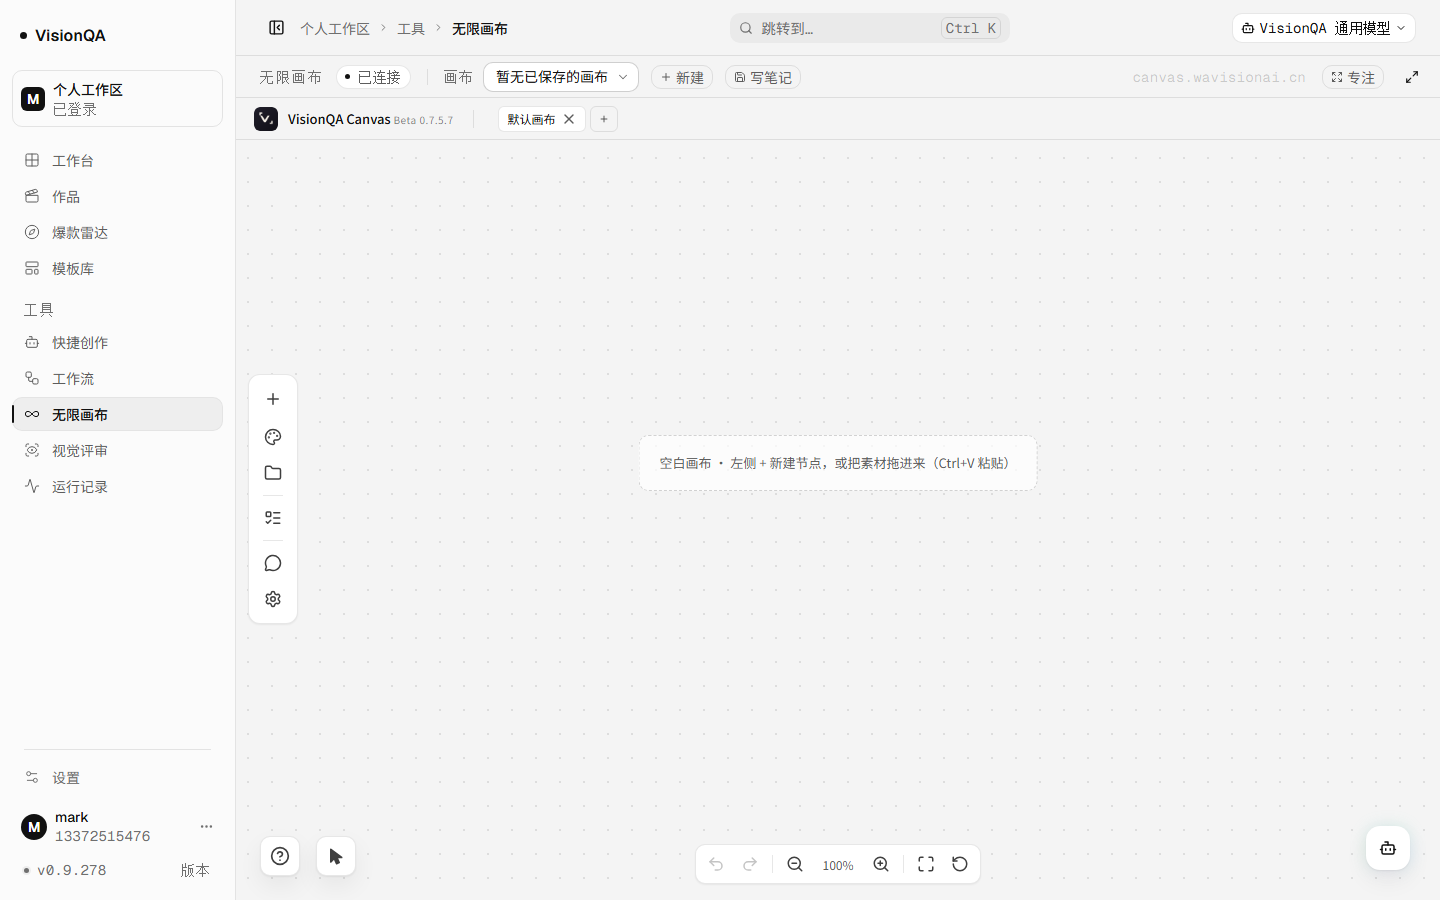 VisionQA
M
个人工作区
已登录
工作台
作品
爆款雷达
模板库
工具
快捷创作
工作流
无限画布
视觉评审
运行记录
设置
M
mark
13372515476
v0.9.278
版本
个人工作区 > 工具 > 无限画布
跳转到… Ctrl K
VisionQA 通用模型
无限画布 已连接 画布 暂无已保存的画布 新建 写笔记 canvas.wavisionai.cn 专注
VisionQA Canvas Beta 0.7.5.7 默认画布
空白画布 · 左侧 + 新建节点，或把素材拖进来（Ctrl+V 粘贴）
100%